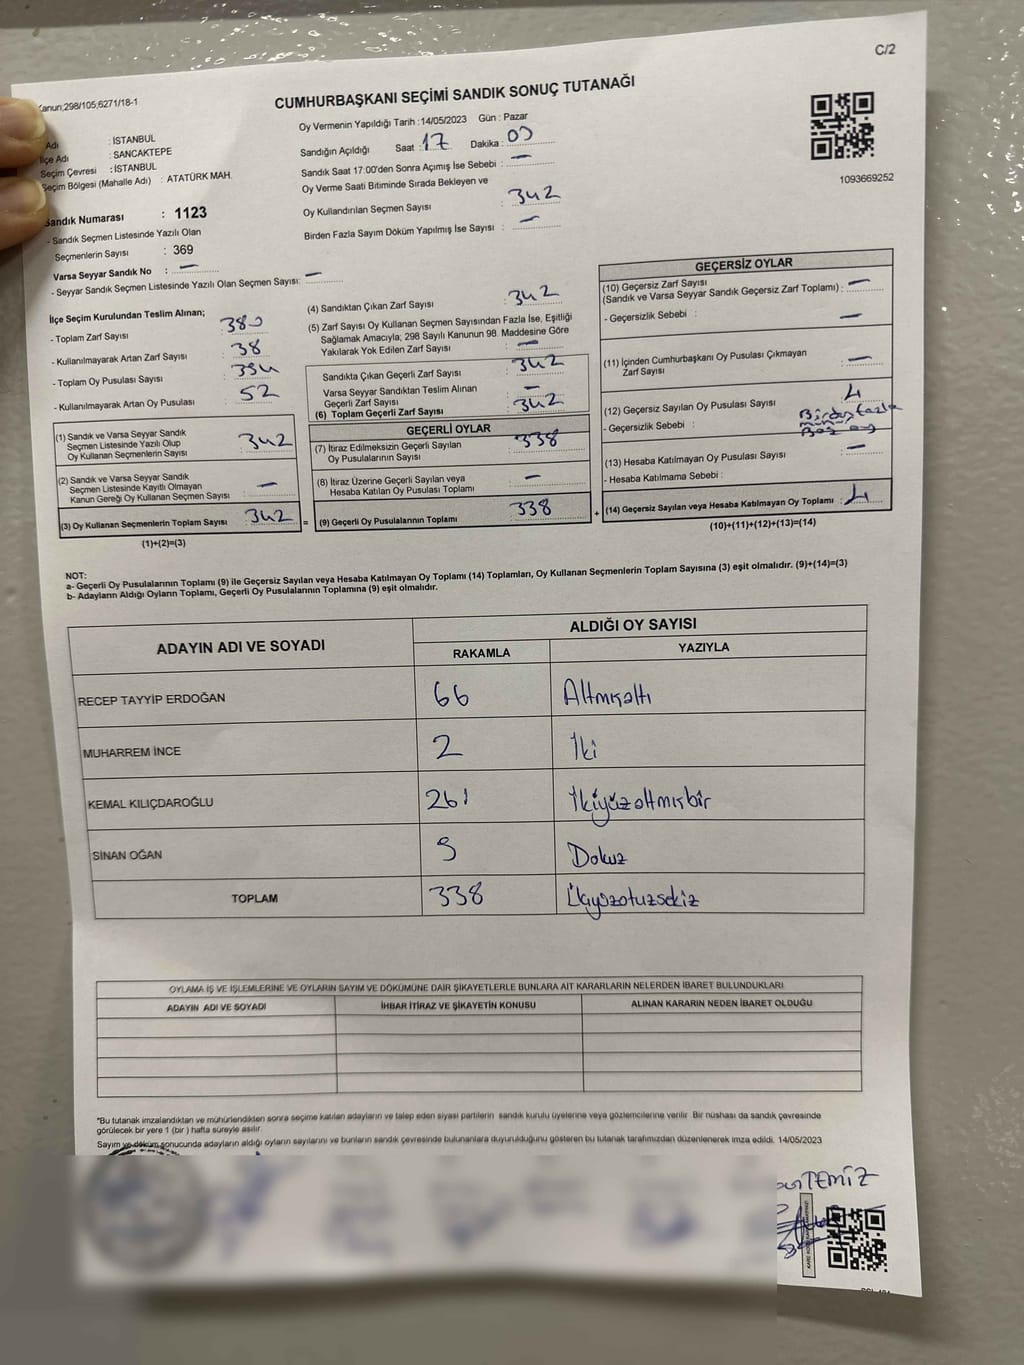 C/2
Kanun;298/105,6271/18-1
CUMHURBAŞKANI SEÇİMİ SANDIK SONUÇ TUTANAĞI
Adı : İSTANBUL
İlçe Adı : SANCAKTEPE
Seçim Çevresi : İSTANBUL
Seçim Bölgesi (Mahalle Adı) : ATATÜRK MAH.
Sandık Numarası : 1123
- Sandık Seçmen Listesinde Yazılı Olan
Seçmenlerin Sayısı : 369
Varsa Seyyar Sandık No : —
- Seyyar Sandık Seçmen Listesinde Yazılı Olan Seçmen Sayısı: —
Oy Vermenin Yapıldığı Tarih :14/05/2023 Gün : Pazar
Sandığın Açıldığı Saat : 17 Dakika : 00
Sandık Saat 17:00'den Sonra Açımış İse Sebebi : —
Oy Verme Saati Bitiminde Sırada Bekleyen ve
Oy Kullandırılan Seçmen Sayısı : 342
Birden Fazla Sayım Döküm Yapılmış İse Sayısı : —
1093669252
İlçe Seçim Kurulundan Teslim Alınan;
- Toplam Zarf Sayısı : 380
- Kullanılmayarak Artan Zarf Sayısı : 38
- Toplam Oy Pusulası Sayısı : 394
- Kullanılmayarak Artan Oy Pusulası : 52
(1) Sandık ve Varsa Seyyar Sandık
Seçmen Listesinde Yazılı Olup
Oy Kullanan Seçmenlerin Sayısı : 342
(2) Sandık ve Varsa Seyyar Sandık
Seçmen Listesinde Kayıtlı Olmayan
Kanun Gereği Oy Kullanan Seçmen Sayısı : —
(3) Oy Kullanan Seçmenlerin Toplam Sayısı : 342
(1)+(2)=(3)
=
(4) Sandıktan Çıkan Zarf Sayısı : 342
(5) Zarf Sayısı Oy Kullanan Seçmen Sayısından Fazla İse, Eşitliği
Sağlamak Amacıyla; 298 Sayılı Kanunun 98. Maddesine Göre
Yakılarak Yok Edilen Zarf Sayısı : —
Sandıkta Çıkan Geçerli Zarf Sayısı : 342
Varsa Seyyar Sandıktan Teslim Alınan
Geçerli Zarf Sayısı : —
(6) Toplam Geçerli Zarf Sayısı : 342
GEÇERLİ OYLAR
(7) İtiraz Edilmeksizin Geçerli Sayılan
Oy Pusulalarının Sayısı : 338
(8) İtiraz Üzerine Geçerli Sayılan veya
Hesaba Katılan Oy Pusulası Toplamı : —
(9) Geçerli Oy Pusulalarının Toplamı : 338
+
GEÇERSİZ OYLAR
(10) Geçersiz Zarf Sayısı
(Sandık ve Varsa Seyyar Sandık Geçersiz Zarf Toplamı) : —
- Geçersizlik Sebebi : —
(11) İçinden Cumhurbaşkanı Oy Pusulası Çıkmayan
Zarf Sayısı : —
(12) Geçersiz Sayılan Oy Pusulası Sayısı : 4
- Geçersizlik Sebebi : Birden fazla
mühür
Boş oy
(13) Hesaba Katılmayan Oy Pusulası Sayısı : —
- Hesaba Katılmama Sebebi :
(14) Geçersiz Sayılan veya Hesaba Katılmayan Oy Toplamı : 4
(10)+(11)+(12)+(13)=(14)
NOT:
a- Geçerli Oy Pusulalarının Toplamı (9) ile Geçersiz Sayılan veya Hesaba Katılmayan Oy Toplamı (14) Toplamları, Oy Kullanan Seçmenlerin Toplam Sayısına (3) eşit olmalıdır. (9)+(14)=(3)
b- Adayların Aldığı Oyların Toplamı, Geçerli Oy Pusulalarının Toplamına (9) eşit olmalıdır.
ADAYIN ADI VE SOYADI
ALDIĞI OY SAYISI
RAKAMLA YAZIYLA
RECEP TAYYİP ERDOĞAN 66 Altmışaltı
MUHARREM İNCE 2 İki
KEMAL KILIÇDAROĞLU 261 İkiyüzaltmışbir
SİNAN OĞAN 9 Dokuz
TOPLAM 338 Üçyüzotuzsekiz
OYLAMA İŞ VE İŞLEMLERİNE VE OYLARIN SAYIM VE DÖKÜMÜNE DAİR ŞİKAYETLERLE BUNLARA AİT KARARLARIN NELERDEN İBARET BULUNDUKLARI
ADAYIN ADI VE SOYADI İHBAR İTİRAZ VE ŞİKAYETİN KONUSU ALINAN KARARIN NEDEN İBARET OLDUĞU
*Bu tutanak imzalandıktan ve mühürlendikten sonra seçime katılan adayların ve talep eden siyasi partilerin sandık kurulu üyelerine veya gözlemcilerine verilir. Bir nüshası da sandık çevresinde
görülecek bir yere 1 (bir ) hafta süreyle asılır.
Sayım ve döküm sonucunda adayların aldığı oyların sayılarını ve bunların sandık çevresinde bulunanlara duyurulduğunu gösteren bu tutanak tarafımızdan düzenlenerek imza edildi. 14/05/2023
TEMİZ